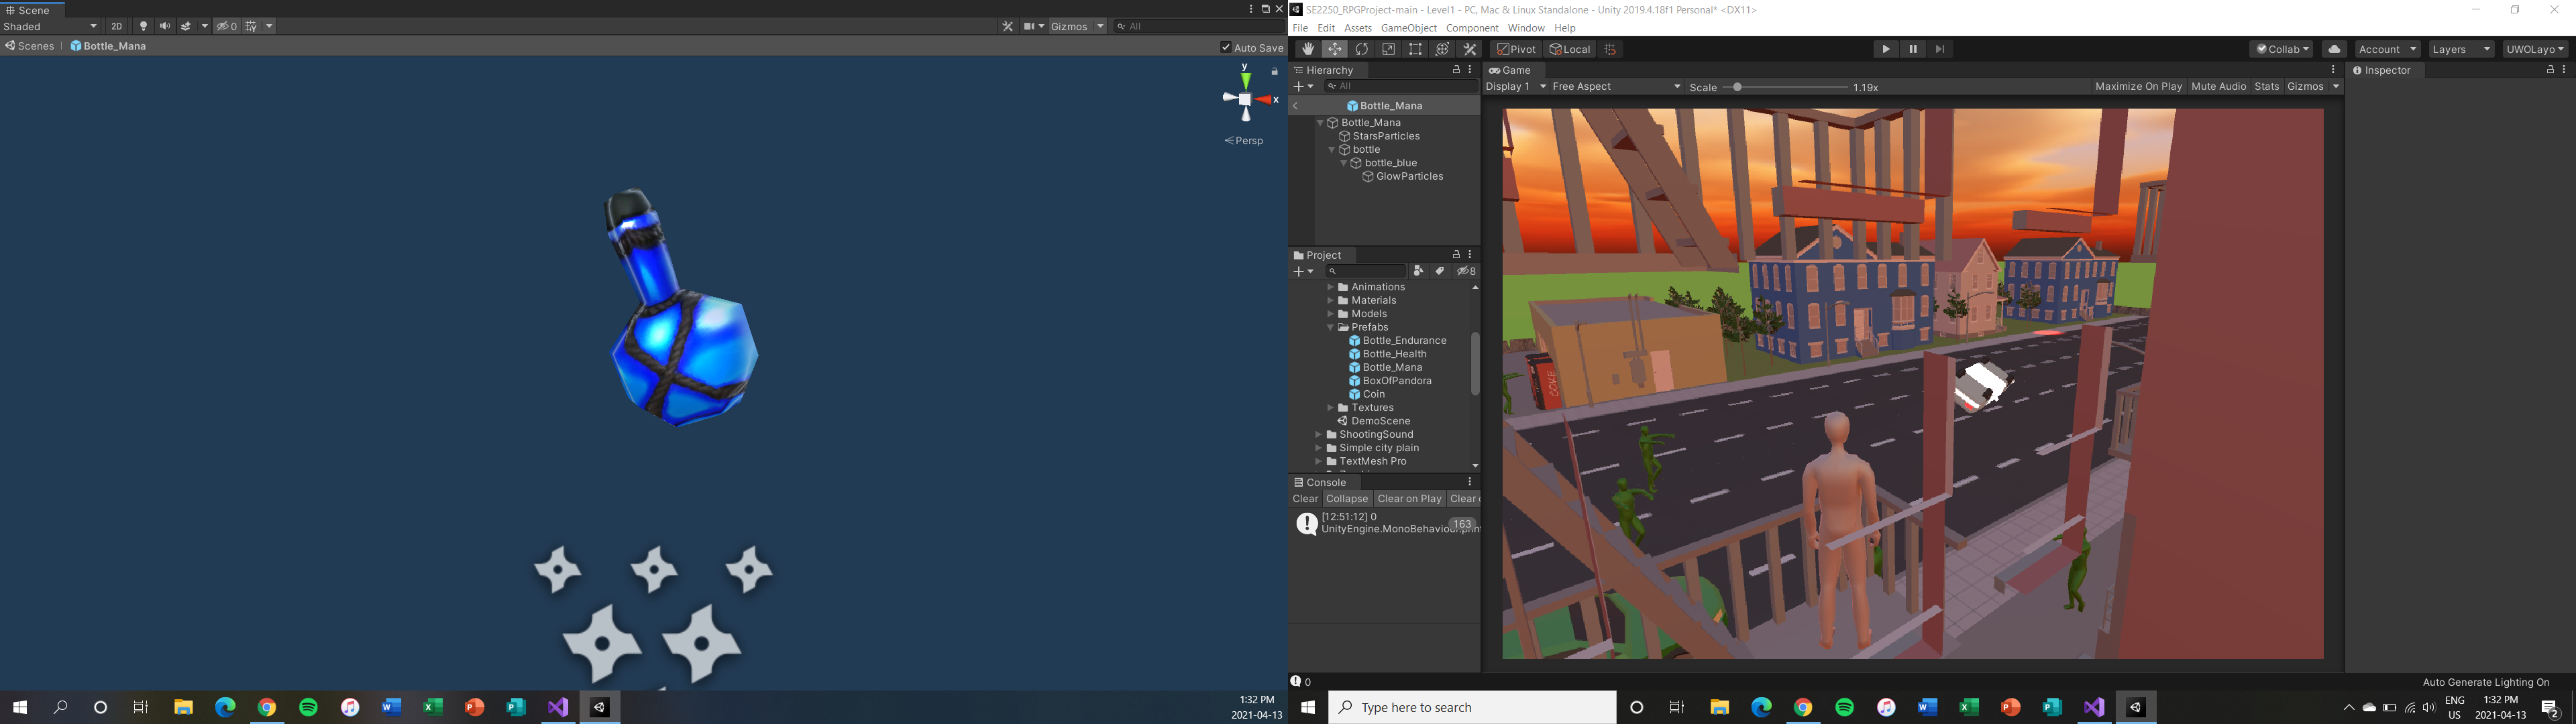 Scene
Shaded 2D 0 Gizmos All
Scenes | Bottle_Mana Auto Save
y
x
Persp
1:32 PM
2021-04-13
SE2250_RPGProject-main - Level1 - PC, Mac & Linux Standalone - Unity 2019.4.18f1 Personal* <DX11>
File Edit Assets GameObject Component Window Help
Pivot Local Collab Account Layers UWOLayo
Hierarchy
All
Bottle_Mana
Bottle_Mana
StarsParticles
bottle
bottle_blue
GlowParticles
Project
8
Animations
Materials
Models
Prefabs
Bottle_Endurance
Bottle_Health
Bottle_Mana
BoxOfPandora
Coin
Textures
DemoScene
ShootingSound
Simple city plain
TextMesh Pro
Console
Clear Collapse Clear on Play Clear
[12:51:12] 0
UnityEngine.MonoBehaviour:print
163
0
Game
Display 1 Free Aspect Scale 1.19x Maximize On Play Mute Audio Stats Gizmos
COKE
Inspector
Auto Generate Lighting On
Type here to search
ENG
US
1:32 PM
2021-04-13
2